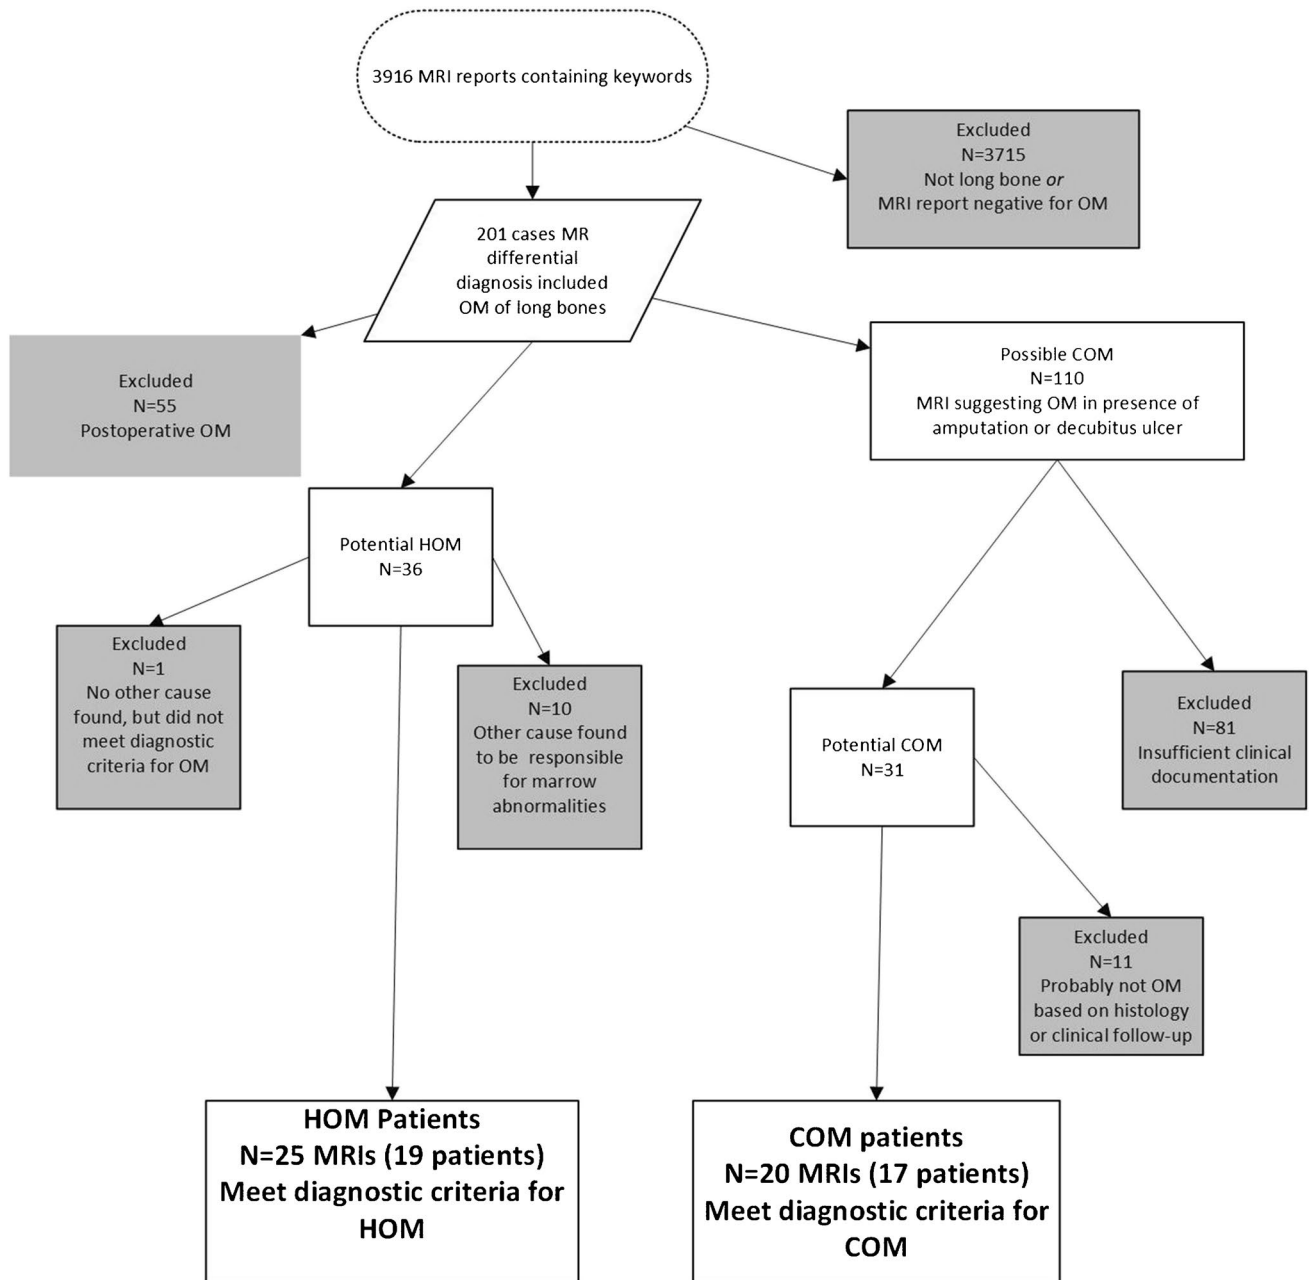 3916 MRI reports containing keywords
Excluded
N=3715
Not long bone or
MRI report negative for OM
201 cases MR
differential
diagnosis included
OM of long bones
Excluded
N=55
Postoperative OM
Possible COM
N=110
MRI suggesting OM in presence of
amputation or decubitus ulcer
Potential HOM
N=36
Excluded
N=1
No other cause
found, but did not
meet diagnostic
criteria for OM
Excluded
N=10
Other cause found
to be responsible
for marrow
abnormalities
Potential COM
N=31
Excluded
N=81
Insufficient clinical
documentation
Excluded
N=11
Probably not OM
based on histology
or clinical follow-up
HOM Patients
N=25 MRIs (19 patients)
Meet diagnostic criteria for
HOM
COM patients
N=20 MRIs (17 patients)
Meet diagnostic criteria for
COM